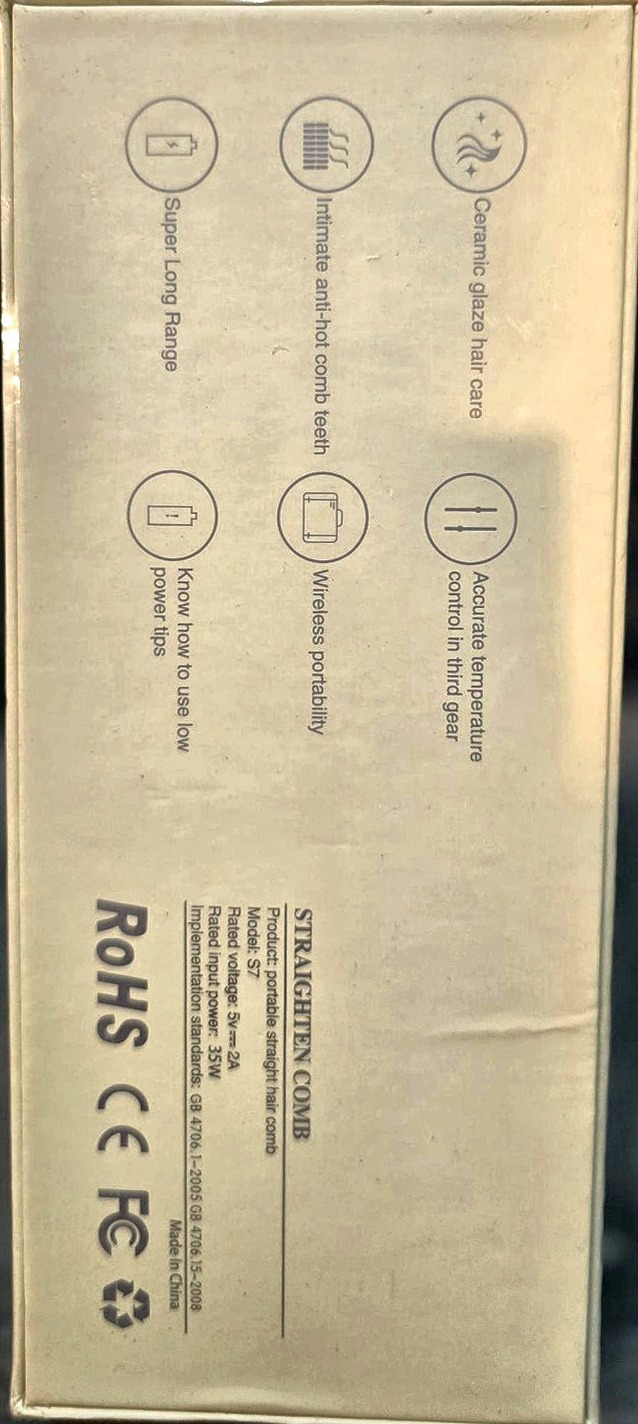 Ceramic glaze hair care
Accurate temperature
control in third gear
Intimate anti-hot comb teeth
Wireless portability
Super Long Range
Know how to use low
power tips
STRAIGHTEN COMB
Product: portable straight hair comb
Model: S7
Rated voltage: 5v⎓2A
Rated input power: 35W
Implementation standards: GB 4706.1-2005 GB 4706.15-2008
Made In China
RoHS CE FC